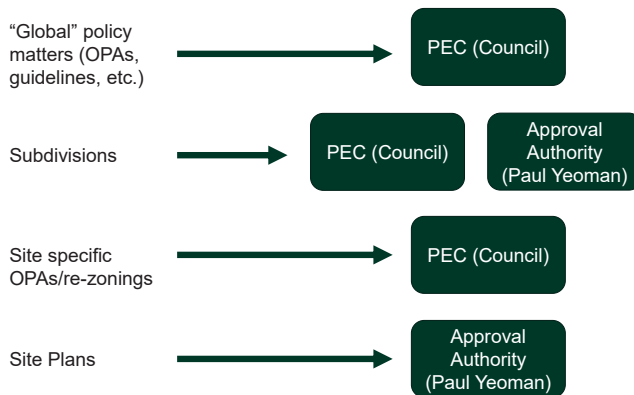 “Global” policy
matters (OPAs,
guidelines, etc.)
PEC (Council)
Subdivisions
PEC (Council)
Approval
Authority
(Paul Yeoman)
Site specific
OPAs/re-zonings
PEC (Council)
Site Plans
Approval
Authority
(Paul Yeoman)